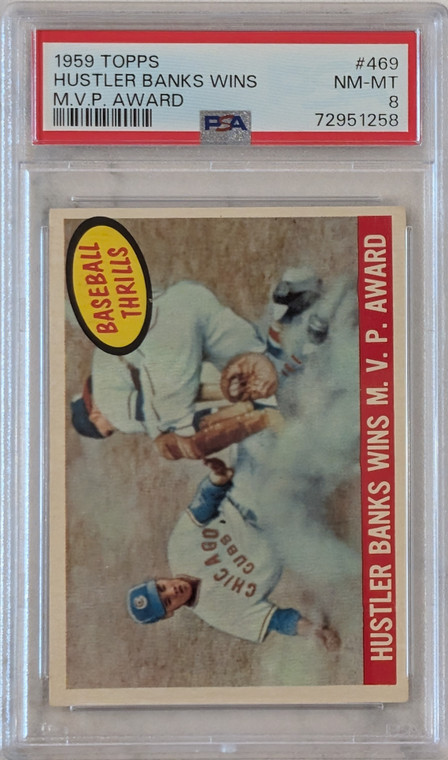 1959 TOPPS #469
HUSTLER BANKS WINS NM-MT
M.V.P. AWARD 8
PSA 72951258
BASEBALL
THRILLS
CHICAGO
CUBS
HUSTLER BANKS WINS M. V. P. AWARD